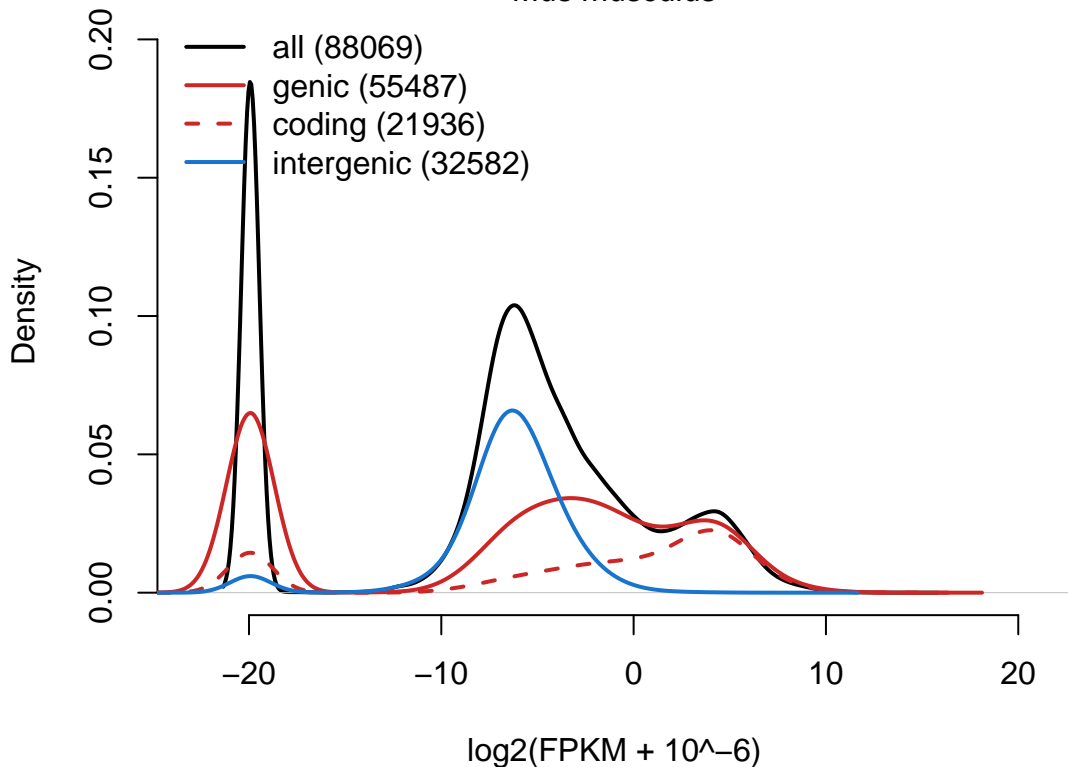 0.20
all (88069)
genic (55487)
coding (21936)
intergenic (32582)
0.15
0.10
Density
0.05
0.00
−20 −10 0 10 20
log2(FPKM + 10^−6)